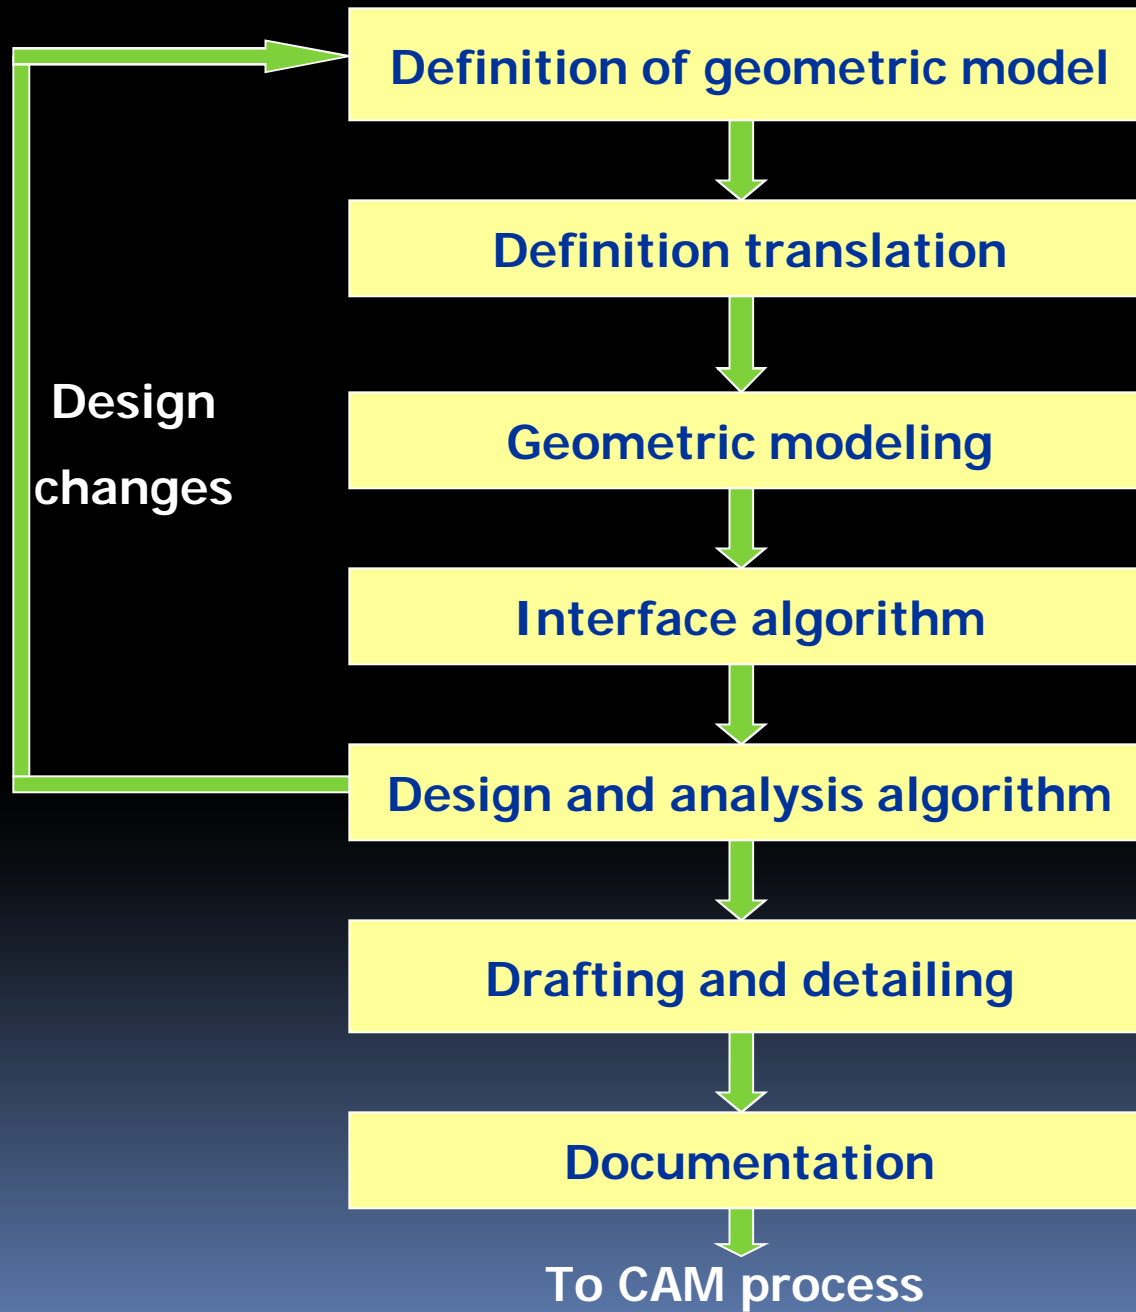 Definition of geometric model
Definition translation
Design
changes
Geometric modeling
Interface algorithm
Design and analysis algorithm
Drafting and detailing
Documentation
To CAM process